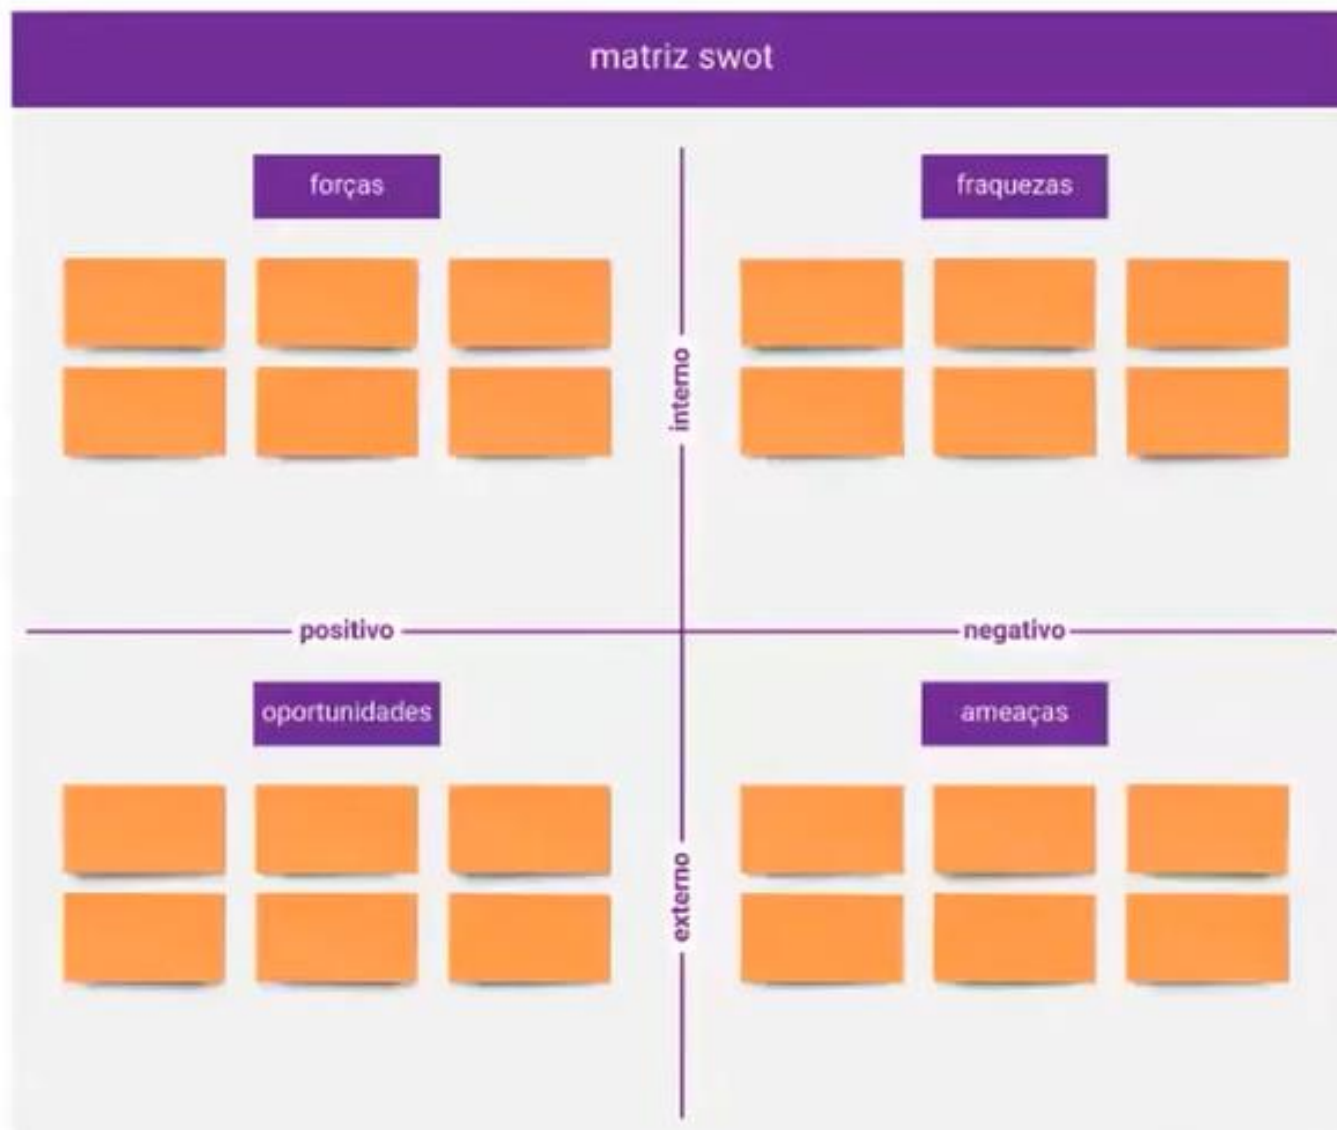 matriz swot
forças
fraquezas
interno
positivo
negativo
oportunidades
ameaças
externo